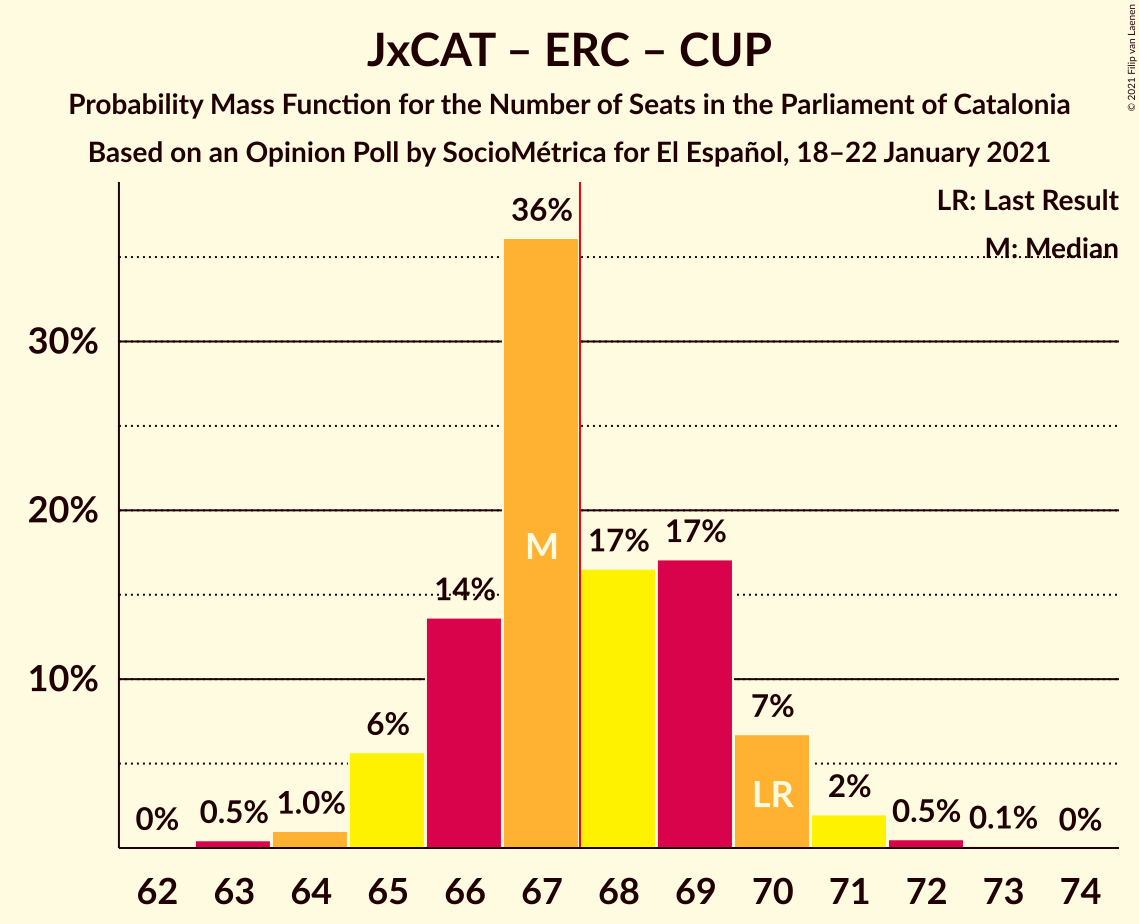 JxCAT – ERC – CUP
Probability Mass Function for the Number of Seats in the Parliament of Catalonia
Based on an Opinion Poll by SocioMétrica for El Español, 18–22 January 2021
© 2021 Filip van Laenen
LR: Last Result
M: Median
30%
20%
10%
0%
0.5%
1.0%
6%
14%
36%
17%
17%
7%
2%
0.5%
0.1%
0%
M
LR
62 63 64 65 66 67 68 69 70 71 72 73 74